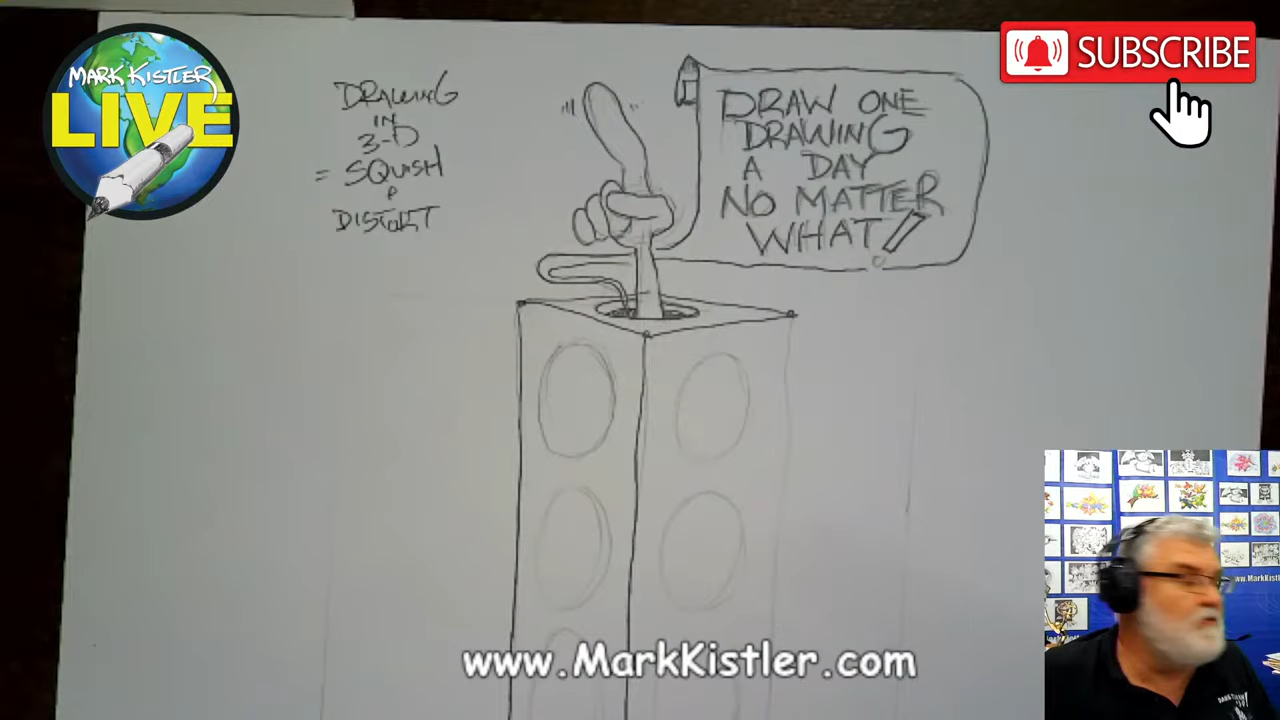 MARK KISTLER
LIVE
DRAWING
IN
3-D
= SQUISH
&
DISTORT
DRAW ONE
DRAWING
A DAY
NO MATTER
WHAT!
SUBSCRIBE
www.MarkKistler.com